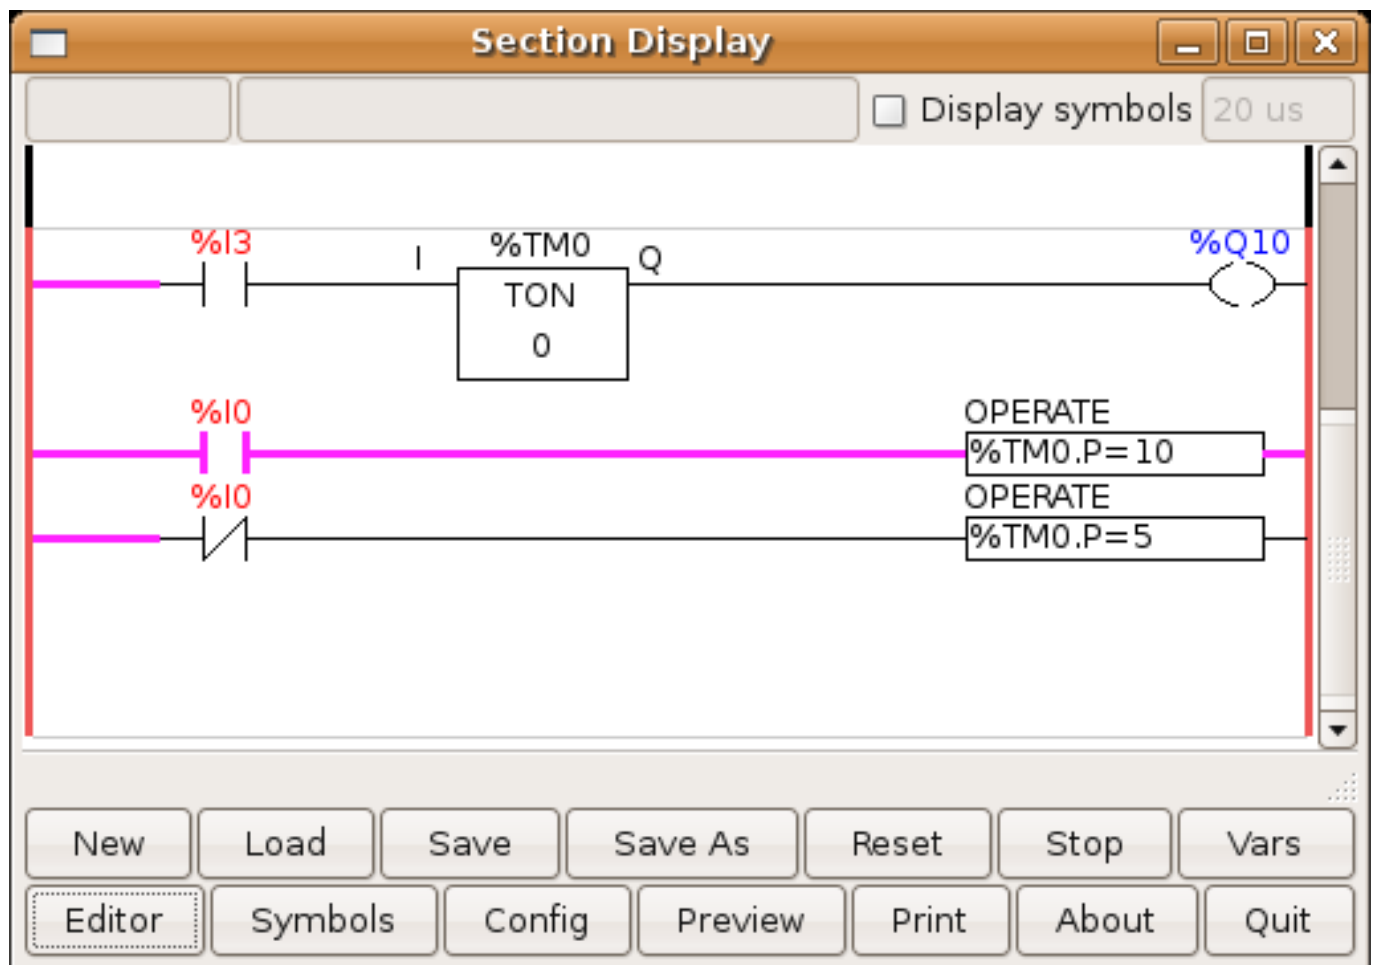 Section Display
Display symbols 20 us
%I3 I %TM0 Q %Q10
TON
0
%I0 OPERATE
%TM0.P=10
%I0 OPERATE
%TM0.P=5
New Load Save Save As Reset Stop Vars
Editor Symbols Config Preview Print About Quit